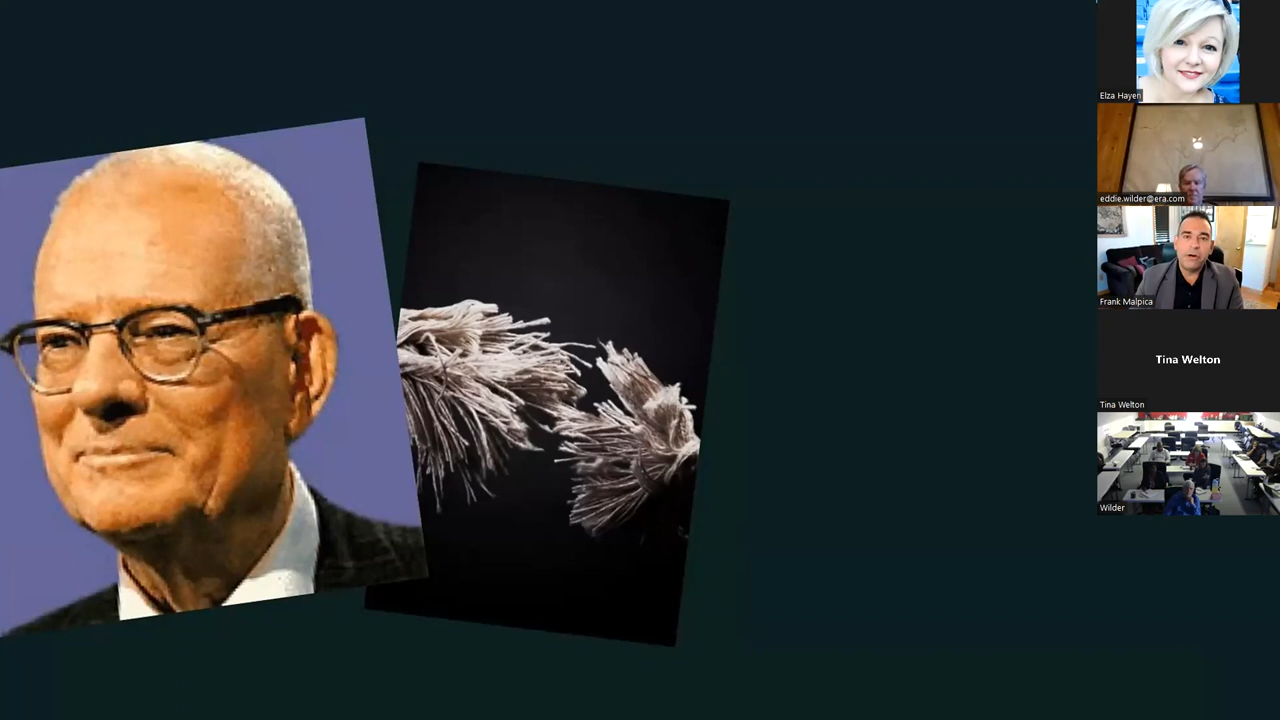 Elza Hayen
eddie.wilder@era.com
Frank Malpica
Tina Welton
Tina Welton
Wilder